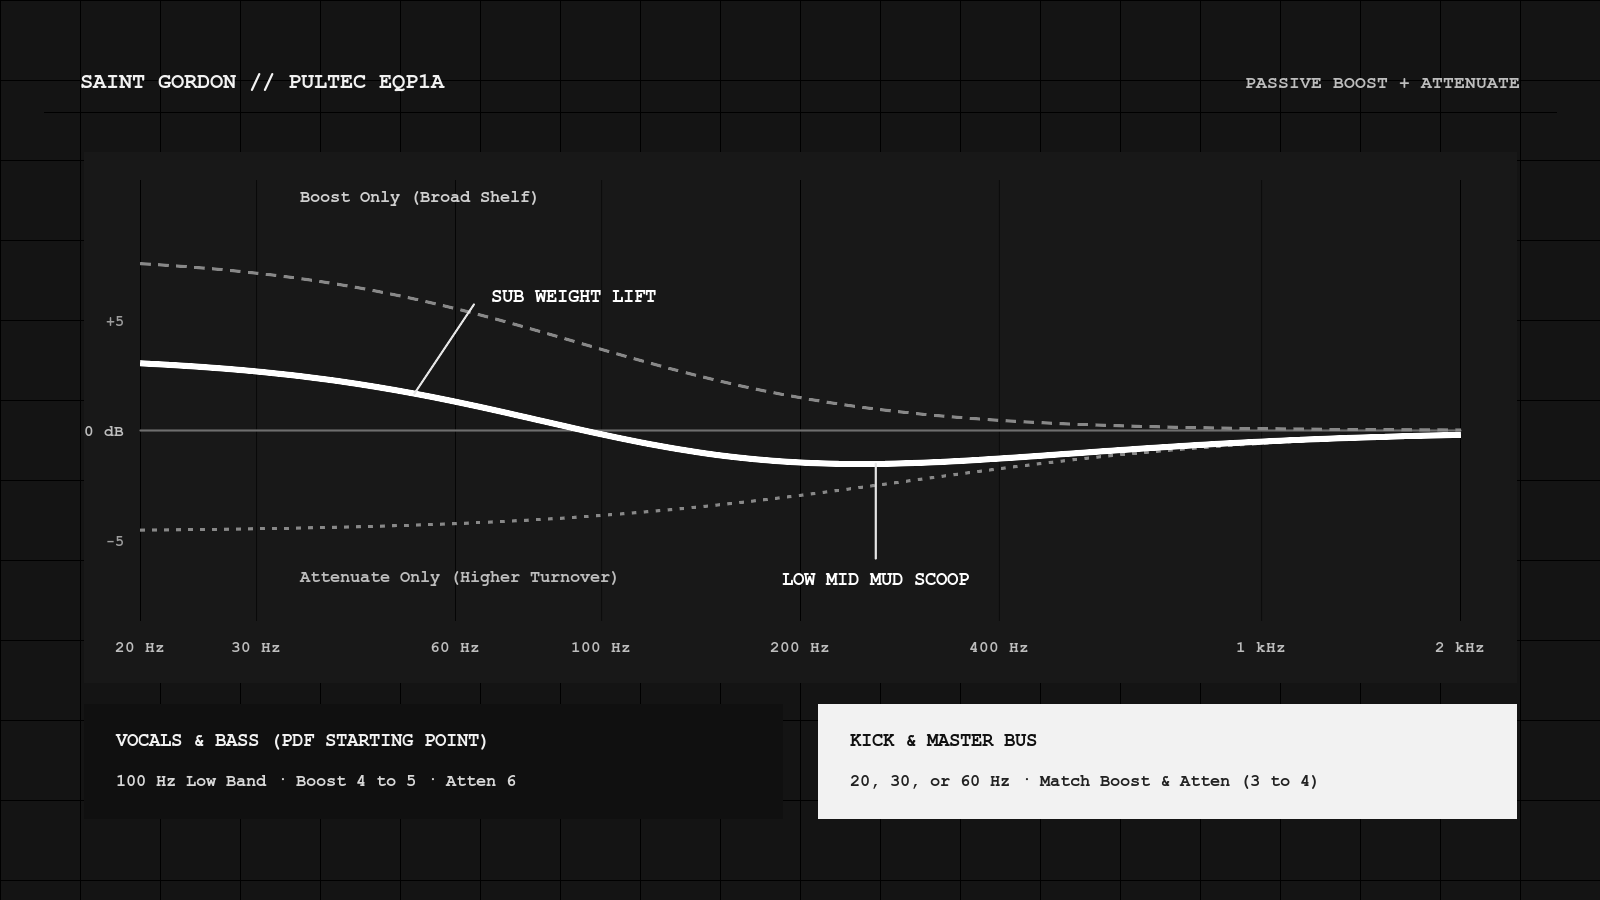 SAINT GORDON // PULTEC EQP1A
PASSIVE BOOST + ATTENUATE
Boost Only (Broad Shelf)
SUB WEIGHT LIFT
+5
0 dB
-5
Attenuate Only (Higher Turnover)
LOW MID MUD SCOOP
20 Hz 30 Hz 60 Hz 100 Hz 200 Hz 400 Hz 1 kHz 2 kHz
VOCALS & BASS (PDF STARTING POINT)
100 Hz Low Band · Boost 4 to 5 · Atten 6
KICK & MASTER BUS
20, 30, or 60 Hz · Match Boost & Atten (3 to 4)